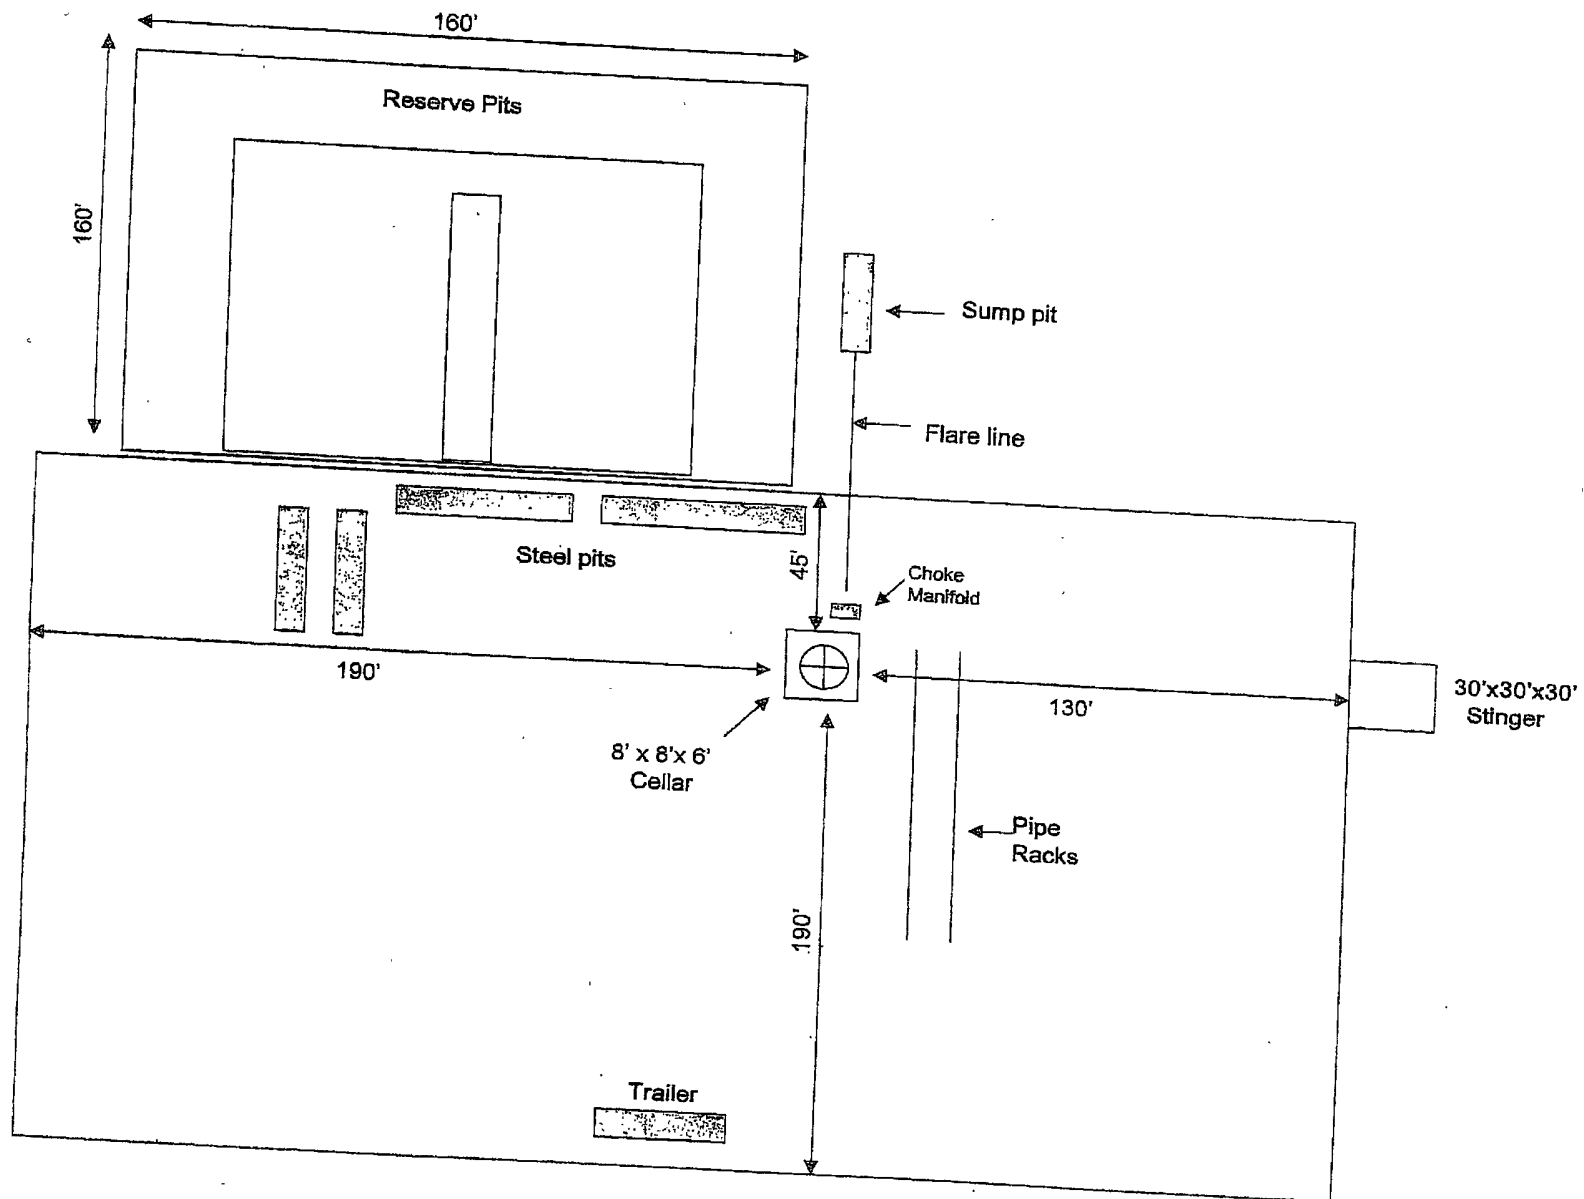 160'
Reserve Pits
160'
Sump pit
Flare line
Steel pits
45'
Choke
Manifold
190'
130'
30'x30'x30'
Stinger
8' x 8'x 6'
Cellar
Pipe
Racks
190'
Trailer